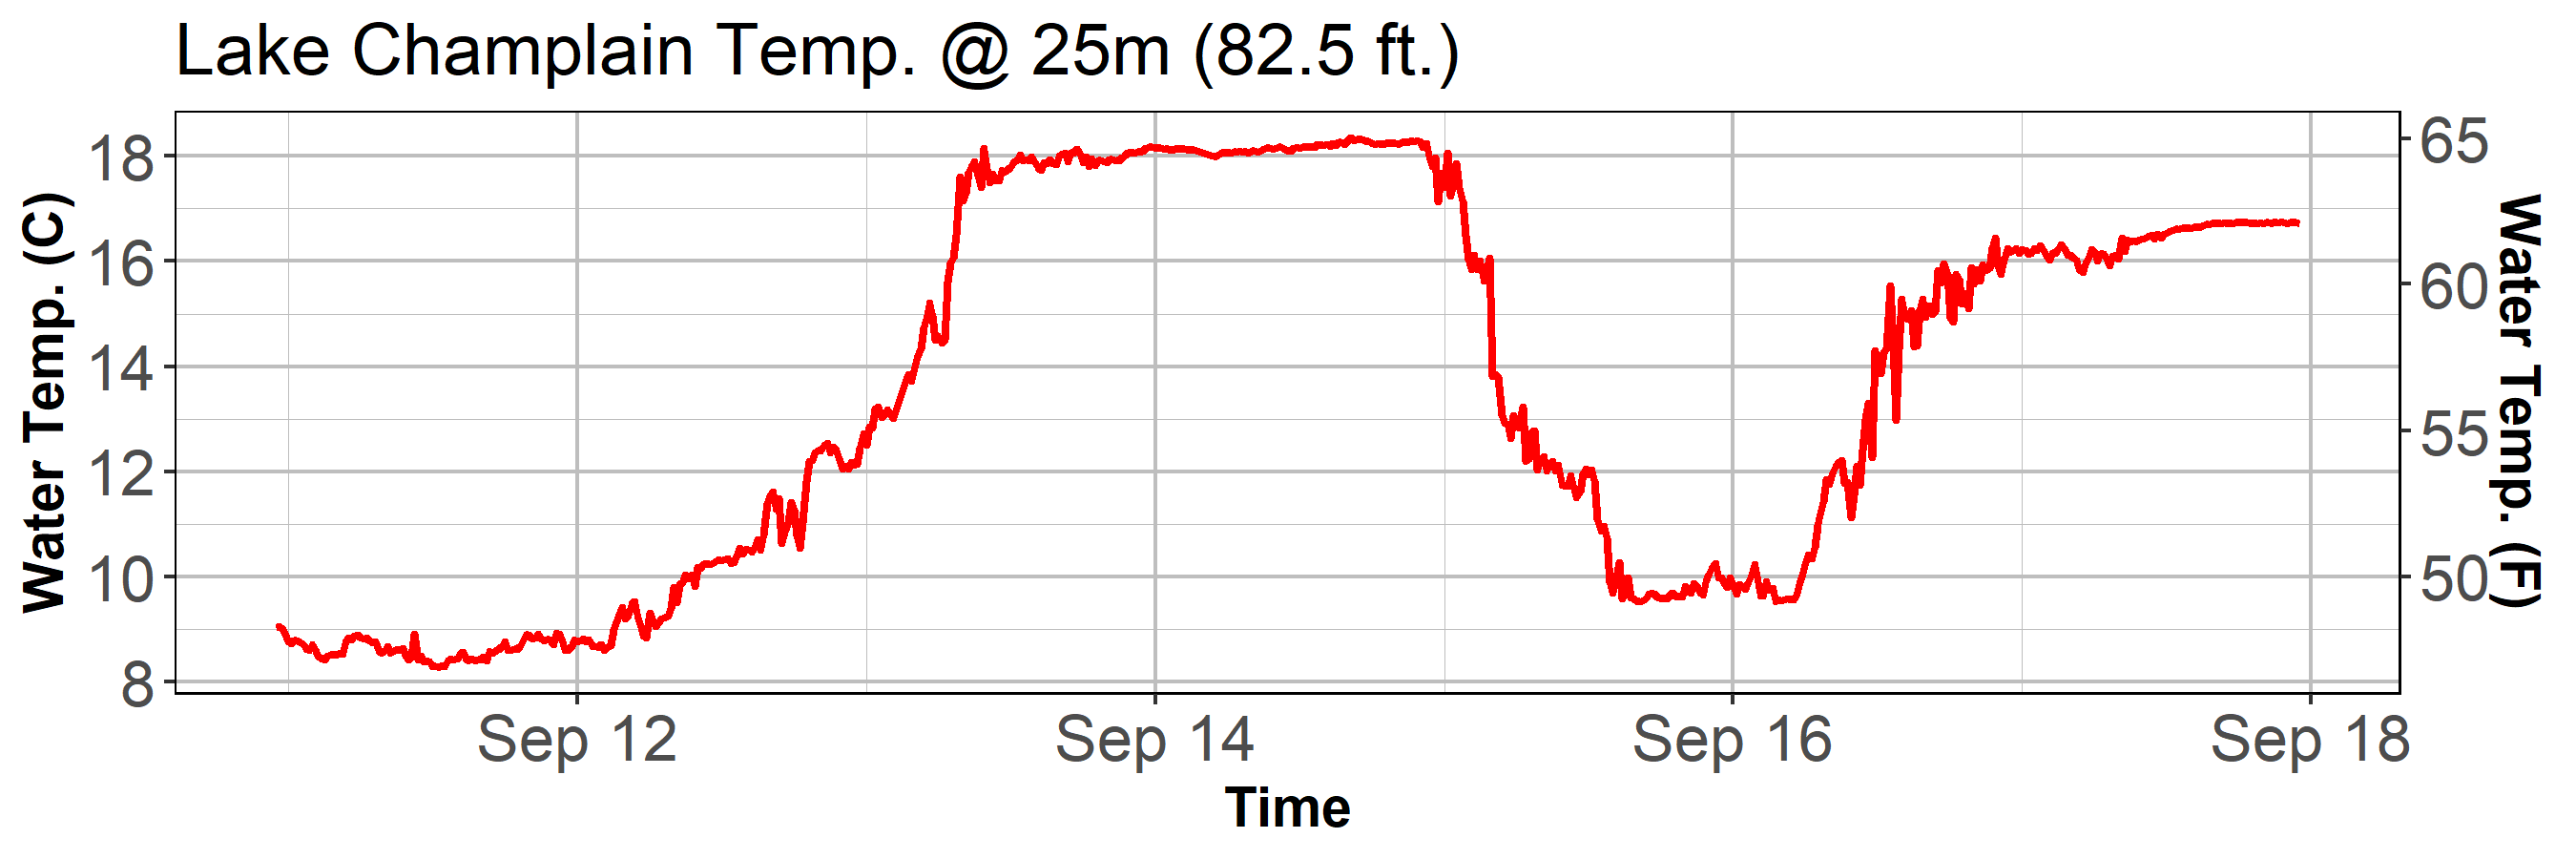 Lake Champlain Temp. @ 25m (82.5 ft.)
Water Temp. (C)
18
16
14
12
10
8
65
60
55
50
Water Temp. (F)
Sep 12 Sep 14 Sep 16 Sep 18
Time